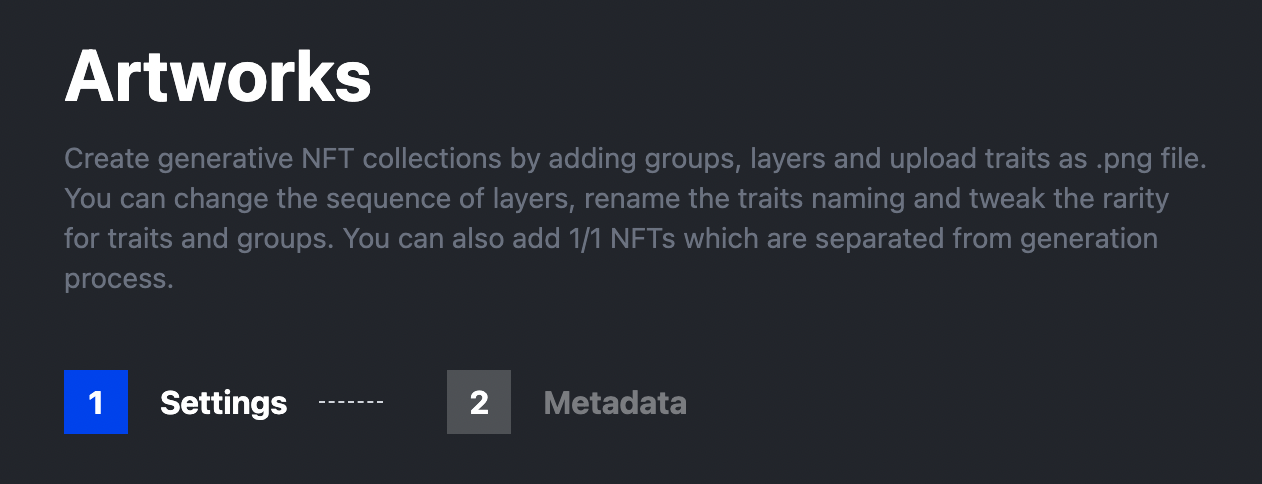 Artworks
Create generative NFT collections by adding groups, layers and upload traits as .png file.
You can change the sequence of layers, rename the traits naming and tweak the rarity
for traits and groups. You can also add 1/1 NFTs which are separated from generation
process.
1 Settings ------- 2 Metadata